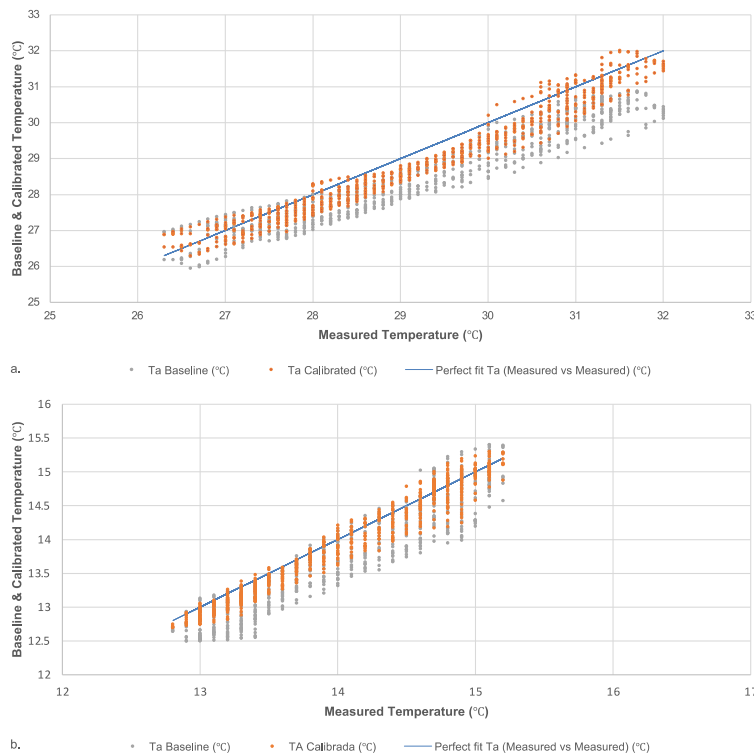 33
32
31
30
29
28
27
26
25
25 26 27 28 29 30 31 32 33
Baseline & Calibrated Temperature (℃)
Measured Temperature (℃)
a.
Ta Baseline (℃) Ta Calibrated (℃) Perfect fit Ta (Measured vs Measured) (℃)
16
15.5
15
14.5
14
13.5
13
12.5
12
12 13 14 15 16 17
Baseline & Calibrated Temperature (℃)
Measured Temperature (℃)
b.
Ta Baseline (℃) TA Calibrada (℃) Perfect fit Ta (Measured vs Measured) (℃)